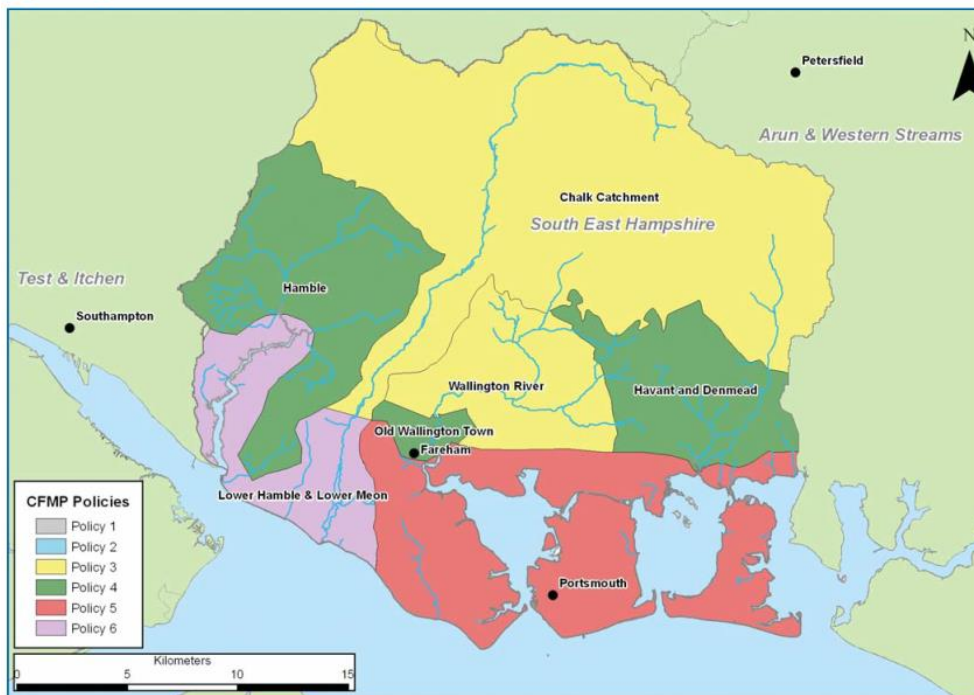 N
Petersfield
Arun & Western Streams
Chalk Catchment
South East Hampshire
Test & Itchen
Hamble
Southampton
Wallington River
Havant and Denmead
Old Wallington Town
Fareham
Lower Hamble & Lower Meon
Portsmouth
CFMP Policies
Policy 1
Policy 2
Policy 3
Policy 4
Policy 5
Policy 6
Kilometers
0 5 10 15